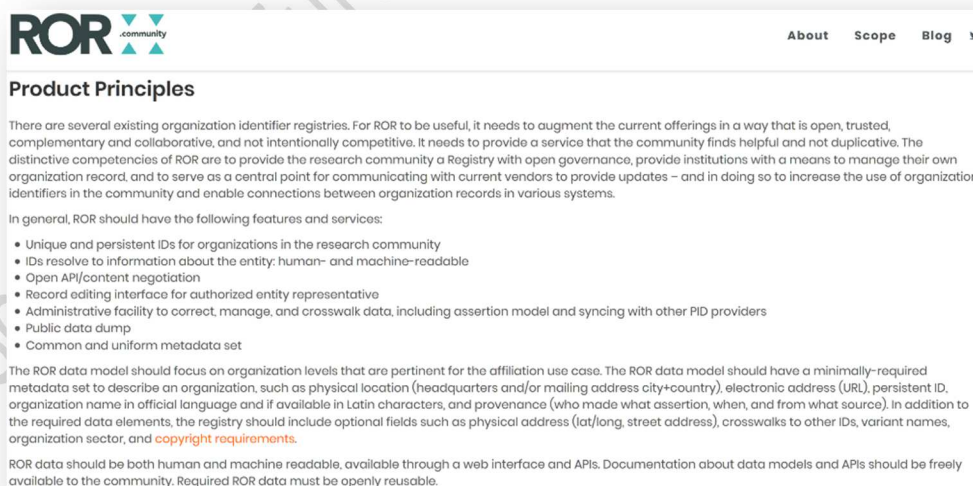 ROR .community
About Scope Blog
Product Principles
There are several existing organization identifier registries. For ROR to be useful, it needs to augment the current offerings in a way that is open, trusted,
complementary and collaborative, and not intentionally competitive. It needs to provide a service that the community finds helpful and not duplicative. The
distinctive competencies of ROR are to provide the research community a Registry with open governance, provide institutions with a means to manage their own
organization record, and to serve as a central point for communicating with current vendors to provide updates – and in doing so to increase the use of organization
identifiers in the community and enable connections between organization records in various systems.
In general, ROR should have the following features and services:
• Unique and persistent IDs for organizations in the research community
• IDs resolve to information about the entity: human- and machine-readable
• Open API/content negotiation
• Record editing interface for authorized entity representative
• Administrative facility to correct, manage, and crosswalk data, including assertion model and syncing with other PID providers
• Public data dump
• Common and uniform metadata set
The ROR data model should focus on organization levels that are pertinent for the affiliation use case. The ROR data model should have a minimally-required
metadata set to describe an organization, such as physical location (headquarters and/or mailing address city+country), electronic address (URL), persistent ID,
organization name in official language and if available in Latin characters, and provenance (who made what assertion, when, and from what source). In addition to
the required data elements, the registry should include optional fields such as physical address (lat/long, street address), crosswalks to other IDs, variant names,
organization sector, and copyright requirements.
ROR data should be both human and machine readable, available through a web interface and APIs. Documentation about data models and APIs should be freely
available to the community. Required ROR data must be openly reusable.